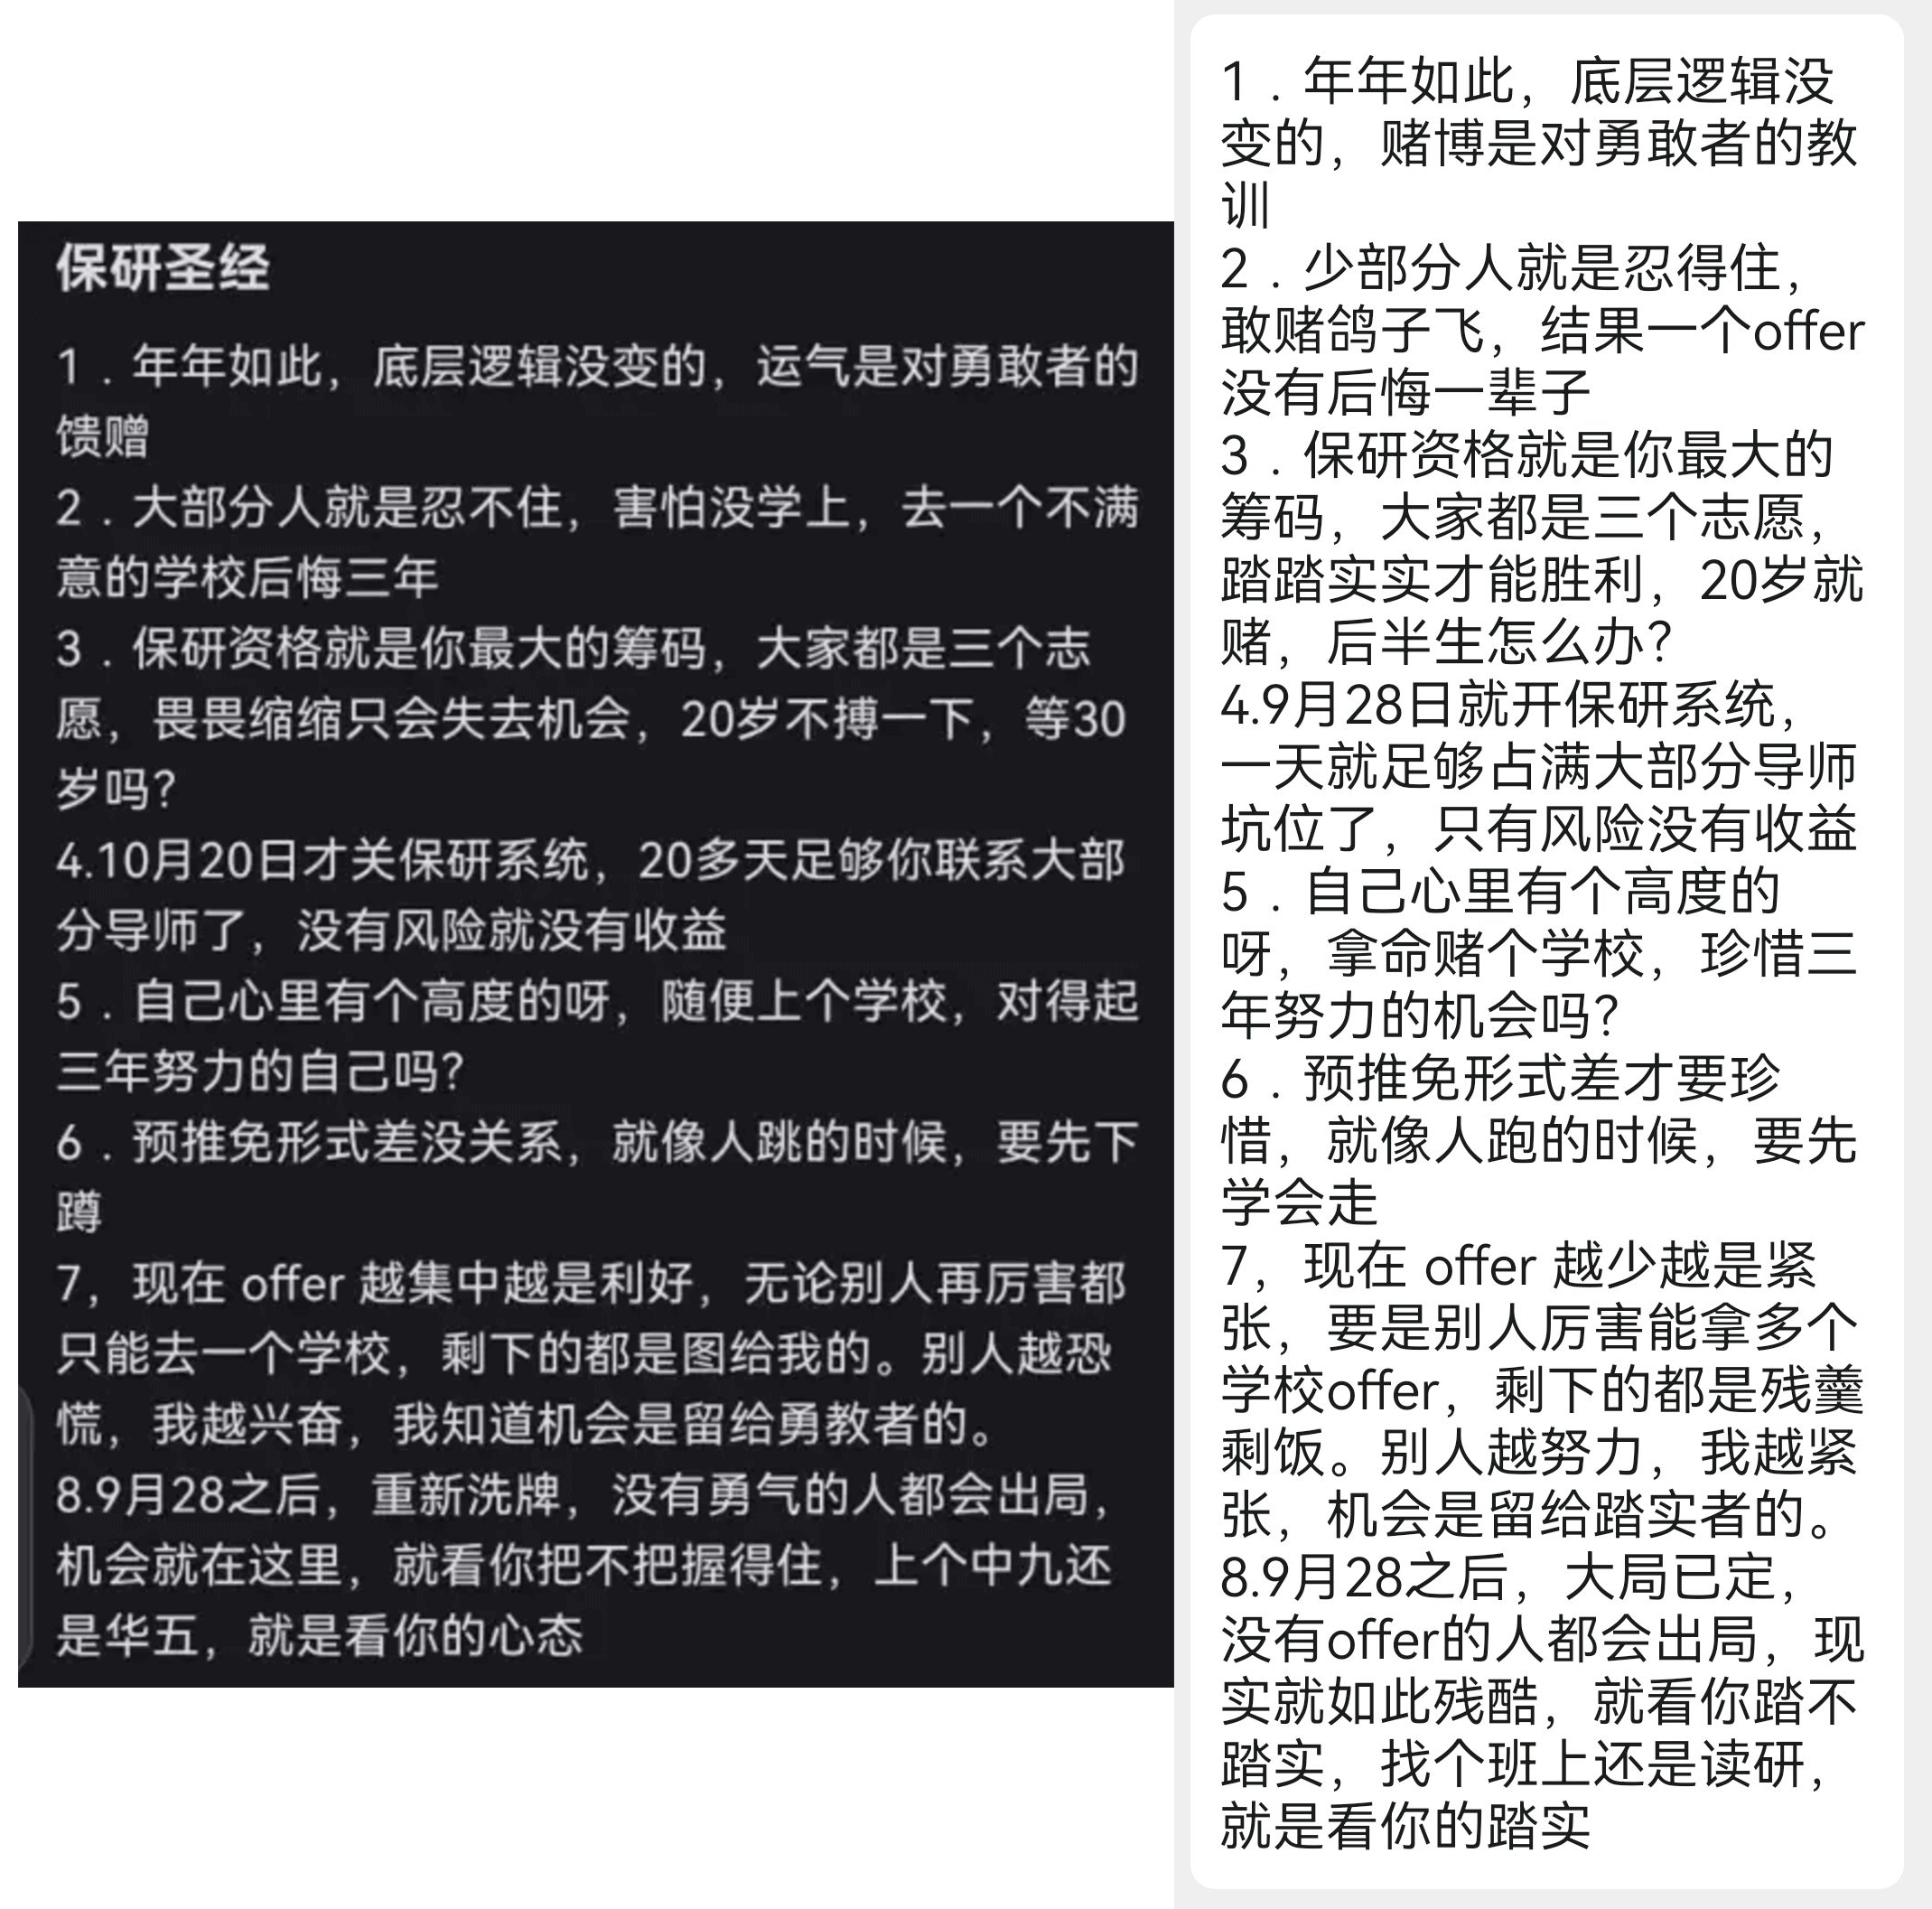 保研圣经
1．年年如此，底层逻辑没变的，运气是对勇敢者的
馈赠
2．大部分人就是忍不住，害怕没学上，去一个不满
意的学校后悔三年
3．保研资格就是你最大的筹码，大家都是三个志
愿，畏畏缩缩只会失去机会，20岁不搏一下，等30
岁吗？
4.10月20日才关保研系统，20多天足够你联系大部
分导师了，没有风险就没有收益
5．自己心里有个高度的呀，随便上个学校，对得起
三年努力的自己吗？
6．预推免形式差没关系，就像人跳的时候，要先下
蹲
7，现在 offer 越集中越是利好，无论别人再厉害都
只能去一个学校，剩下的都是图给我的。别人越恐
慌，我越兴奋，我知道机会是留给勇教者的。
8.9月28之后，重新洗牌，没有勇气的人都会出局，
机会就在这里，就看你把不把握得住，上个中九还
是华五，就是看你的心态
1．年年如此，底层逻辑没
变的，赌博是对勇敢者的教
训
2．少部分人就是忍得住，
敢赌鸽子飞，结果一个offer
没有后悔一辈子
3．保研资格就是你最大的
筹码，大家都是三个志愿，
踏踏实实才能胜利，20岁就
赌，后半生怎么办？
4.9月28日就开保研系统，
一天就足够占满大部分导师
坑位了，只有风险没有收益
5．自己心里有个高度的
呀，拿命赌个学校，珍惜三
年努力的机会吗？
6．预推免形式差才要珍
惜，就像人跑的时候，要先
学会走
7，现在 offer 越少越是紧
张，要是别人厉害能拿多个
学校offer，剩下的都是残羹
剩饭。别人越努力，我越紧
张，机会是留给踏实者的。
8.9月28之后，大局已定，
没有offer的人都会出局，现
实就如此残酷，就看你踏不
踏实，找个班上还是读研，
就是看你的踏实